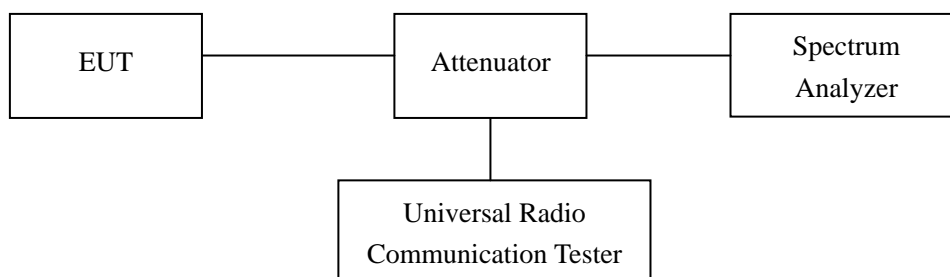 EUT
Attenuator
Spectrum
Analyzer
Universal Radio
Communication Tester